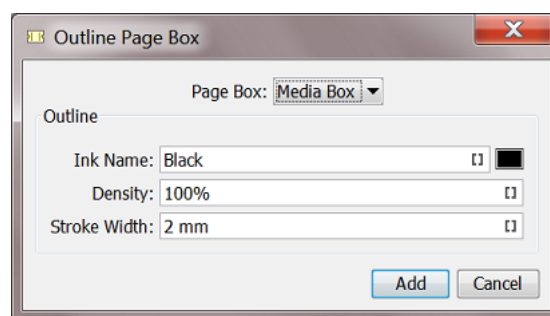 Outline Page Box
Page Box: Media Box
Outline
Ink Name: Black []
Density: 100% []
Stroke Width: 2 mm []
Add Cancel